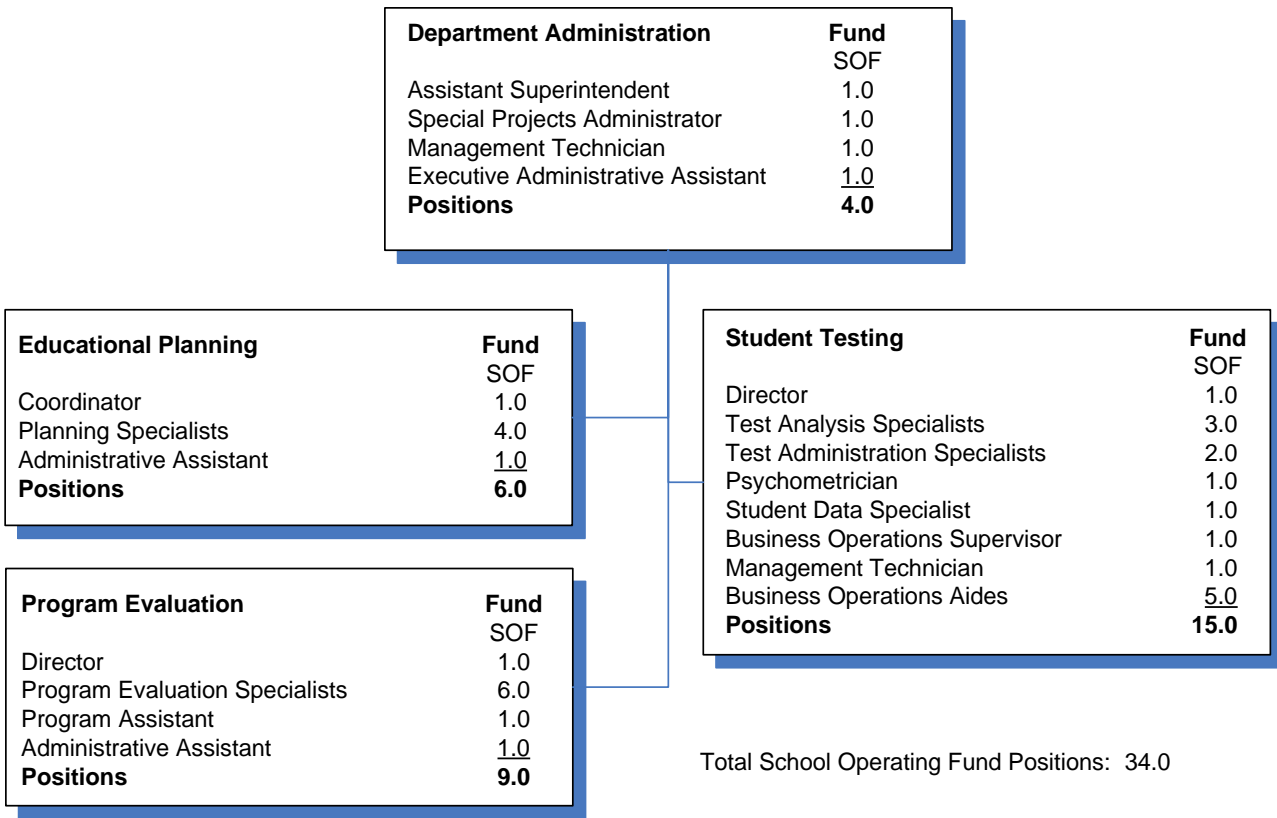 Department Administration Fund
SOF
Assistant Superintendent 1.0
Special Projects Administrator 1.0
Management Technician 1.0
Executive Administrative Assistant 1.0
Positions 4.0
Educational Planning Fund
SOF
Coordinator 1.0
Planning Specialists 4.0
Administrative Assistant 1.0
Positions 6.0
Program Evaluation Fund
SOF
Director 1.0
Program Evaluation Specialists 6.0
Program Assistant 1.0
Administrative Assistant 1.0
Positions 9.0
Student Testing Fund
SOF
Director 1.0
Test Analysis Specialists 3.0
Test Administration Specialists 2.0
Psychometrician 1.0
Student Data Specialist 1.0
Business Operations Supervisor 1.0
Management Technician 1.0
Business Operations Aides 5.0
Positions 15.0
Total School Operating Fund Positions: 34.0